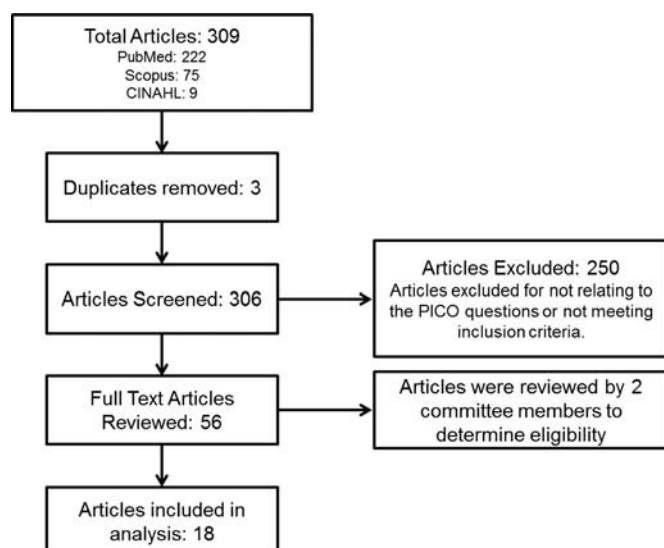 Total Articles: 309
PubMed: 222
Scopus: 75
CINAHL: 9
Duplicates removed: 3
Articles Screened: 306
Articles Excluded: 250
Articles excluded for not relating to
the PICO questions or not meeting
inclusion criteria.
Full Text Articles
Reviewed: 56
Articles were reviewed by 2
committee members to
determine eligibility
Articles included in
analysis: 18